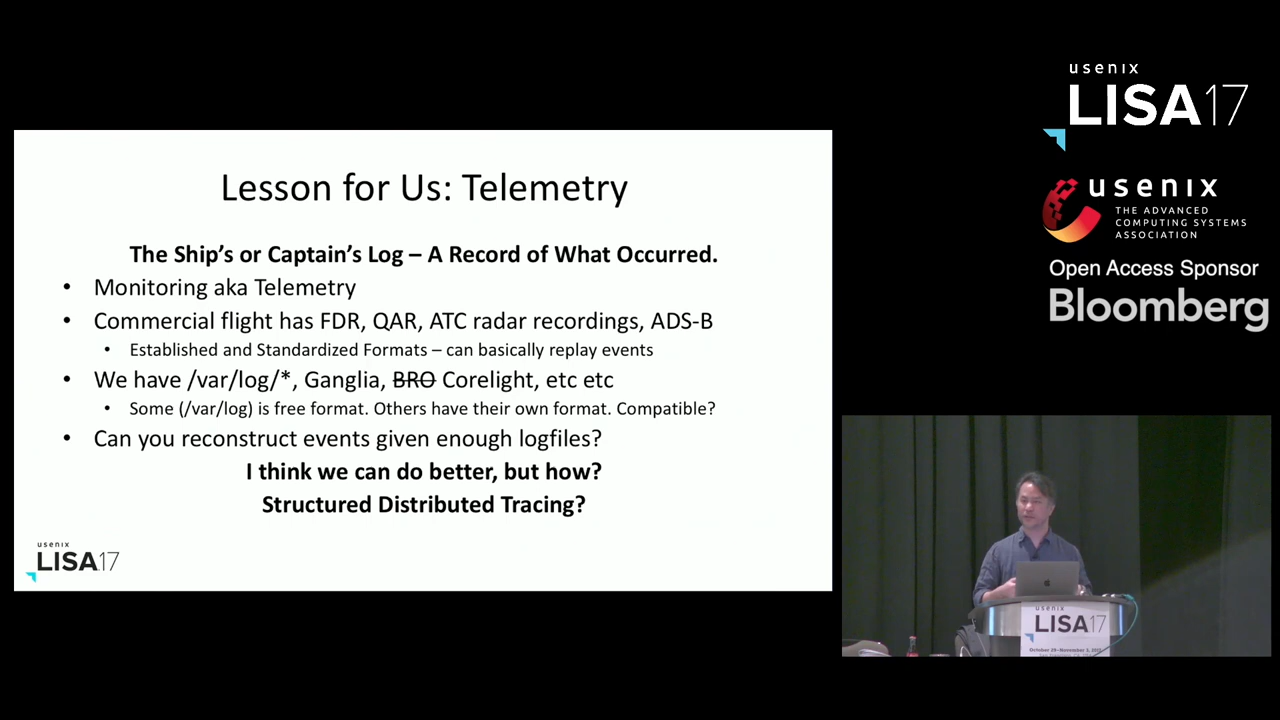 Lesson for Us: Telemetry
The Ship's or Captain's Log – A Record of What Occurred.
• Monitoring aka Telemetry
• Commercial flight has FDR, QAR, ATC radar recordings, ADS-B
• Established and Standardized Formats – can basically replay events
• We have /var/log/*, Ganglia, BRO Corelight, etc etc
• Some (/var/log) is free format. Others have their own format. Compatible?
• Can you reconstruct events given enough logfiles?
I think we can do better, but how?
Structured Distributed Tracing?
usenix
LISA17
usenix
LISA17
usenix
THE ADVANCED
COMPUTING SYSTEMS
ASSOCIATION
Open Access Sponsor
Bloomberg
usenix
LISA17